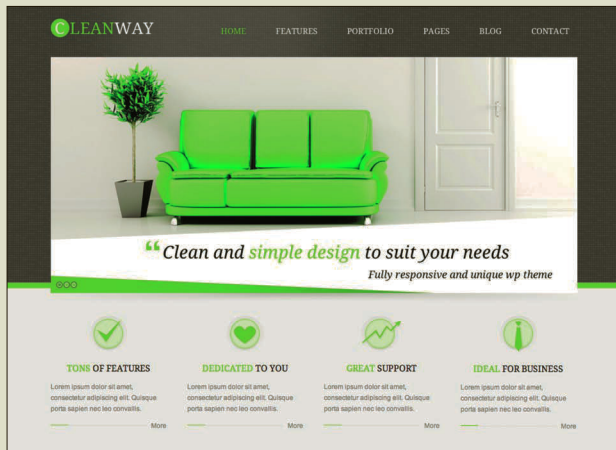 CLEANWAY
HOME FEATURES PORTFOLIO PAGES BLOG CONTACT
“Clean and simple design to suit your needs
Fully responsive and unique wp theme
TONS OF FEATURES
Lorem ipsum dolor sit amet,
consectetur adipiscing elit. Quisque
porta sapien nec leo convallis.
More
DEDICATED TO YOU
Lorem ipsum dolor sit amet,
consectetur adipiscing elit. Quisque
porta sapien nec leo convallis.
More
GREAT SUPPORT
Lorem ipsum dolor sit amet,
consectetur adipiscing elit. Quisque
porta sapien nec leo convallis.
More
IDEAL FOR BUSINESS
Lorem ipsum dolor sit amet,
consectetur adipiscing elit. Quisque
porta sapien nec leo convallis.
More